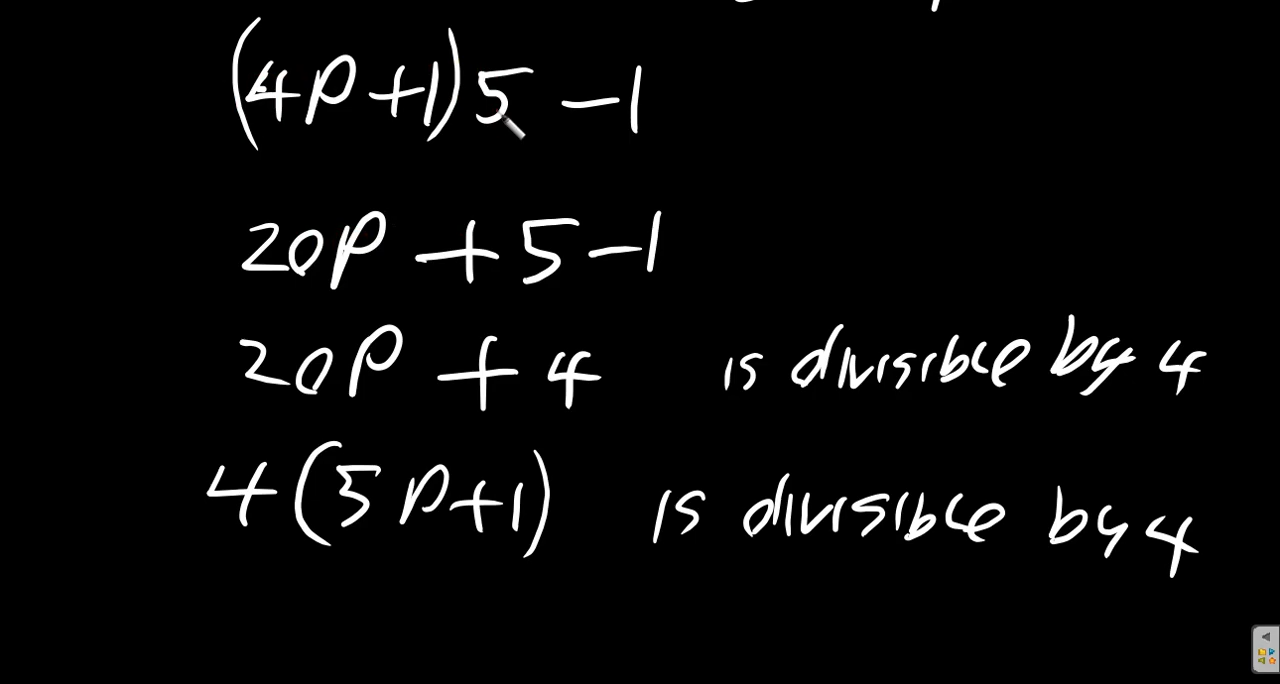 (4P+1)5-1
20P+5-1
20P+4 is divisible by 4
4(5P+1) is divisible by 4